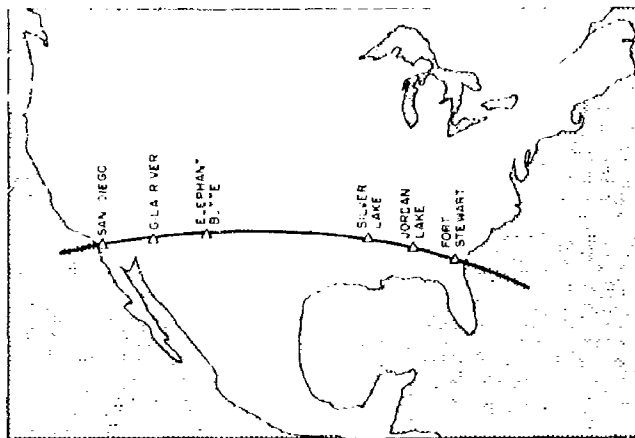 SAN DIEGO
GILA RIVER
ELEPHANT
BUTTE
SILVER
LAKE
JORDAN
LAKE
FORT
STEWART